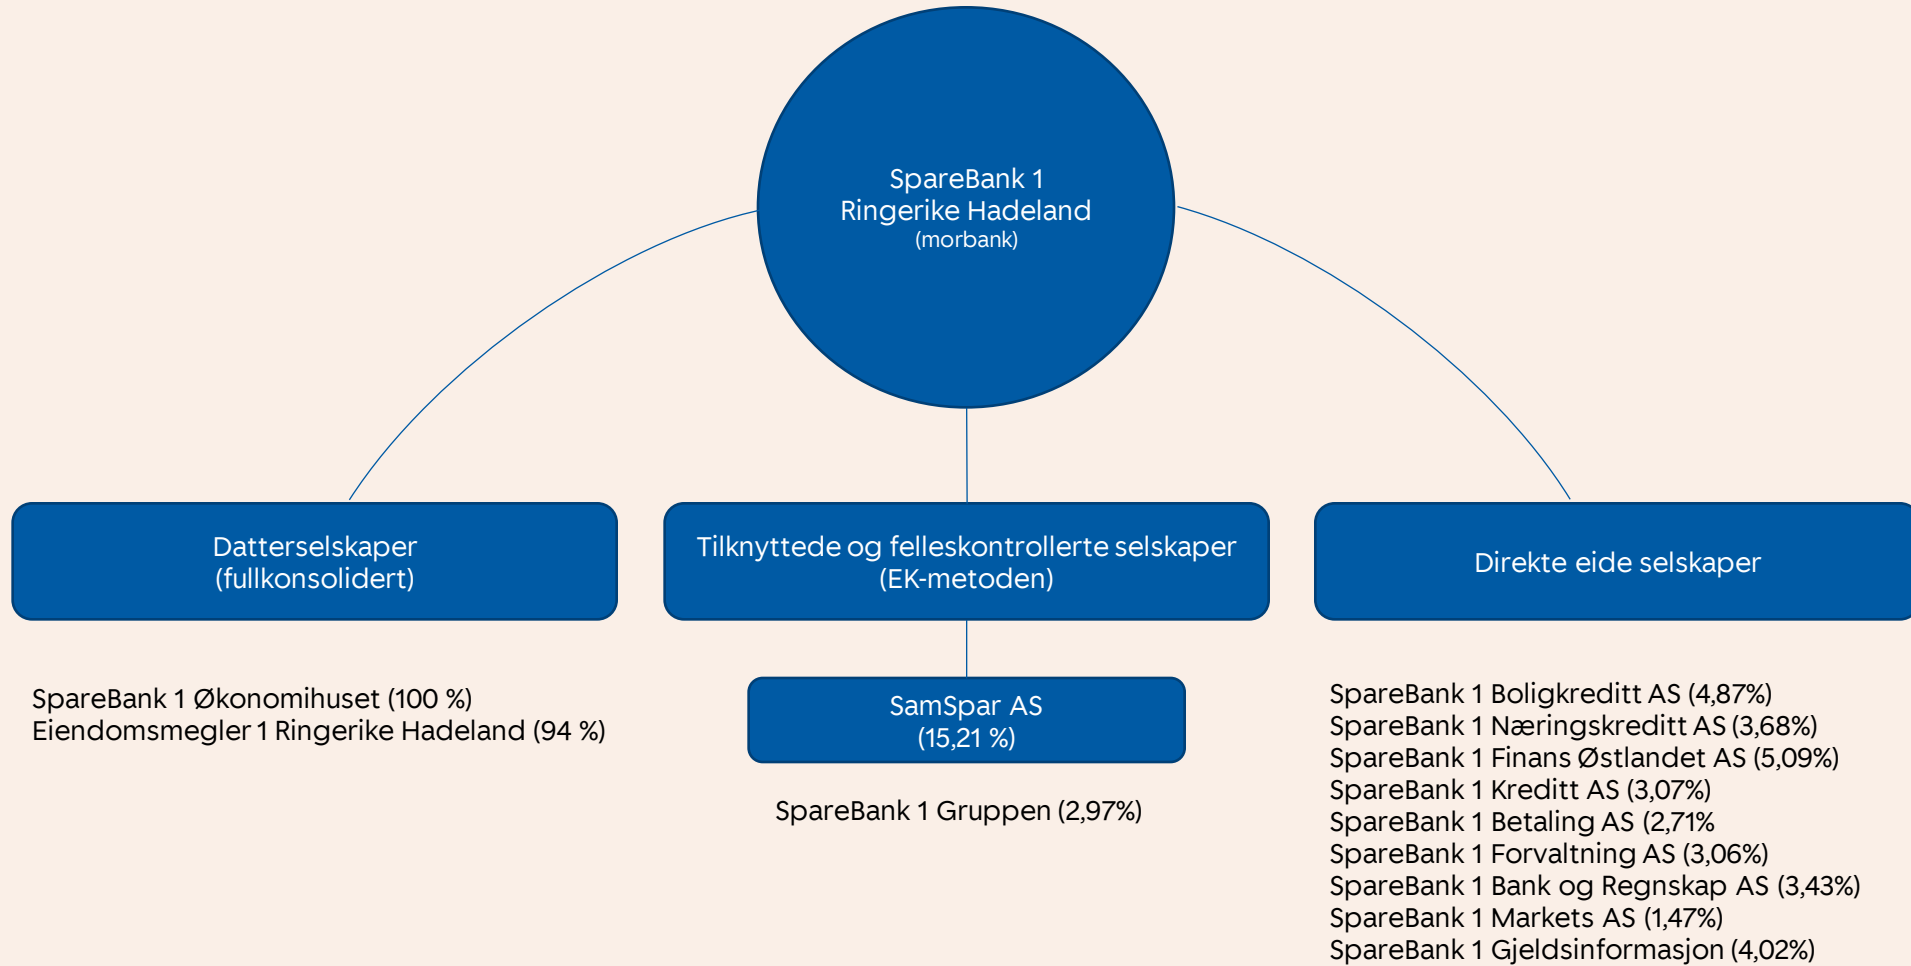 SpareBank 1
Ringerike Hadeland
(morbank)
Datterselskaper
(fullkonsolidert)
Tilknyttede og felleskontrollerte selskaper
(EK-metoden)
Direkte eide selskaper
SpareBank 1 Økonomihuset (100 %)
Eiendomsmegler 1 Ringerike Hadeland (94 %)
SamSpar AS
(15,21 %)
SpareBank 1 Gruppen (2,97%)
SpareBank 1 Boligkreditt AS (4,87%)
SpareBank 1 Næringskreditt AS (3,68%)
SpareBank 1 Finans Østlandet AS (5,09%)
SpareBank 1 Kreditt AS (3,07%)
SpareBank 1 Betaling AS (2,71%
SpareBank 1 Forvaltning AS (3,06%)
SpareBank 1 Bank og Regnskap AS (3,43%)
SpareBank 1 Markets AS (1,47%)
SpareBank 1 Gjeldsinformasjon (4,02%)